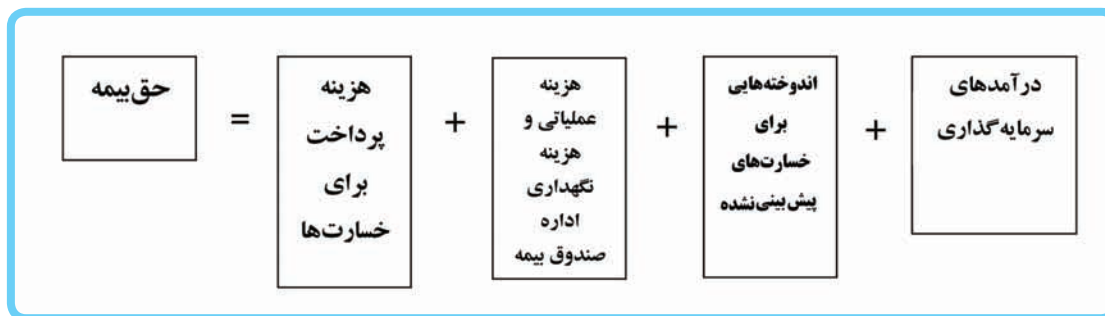 حق‌بیمه
=
هزینه
پرداخت
برای
خسارت‌ها
+
هزینه
عملیاتی و
هزینه
نگهداری
اداره
صندوق بیمه
+
اندوخته‌هایی
برای
خسارت‌های
پیش‌بینی‌نشده
+
درآمدهای
سرمایه‌گذاری